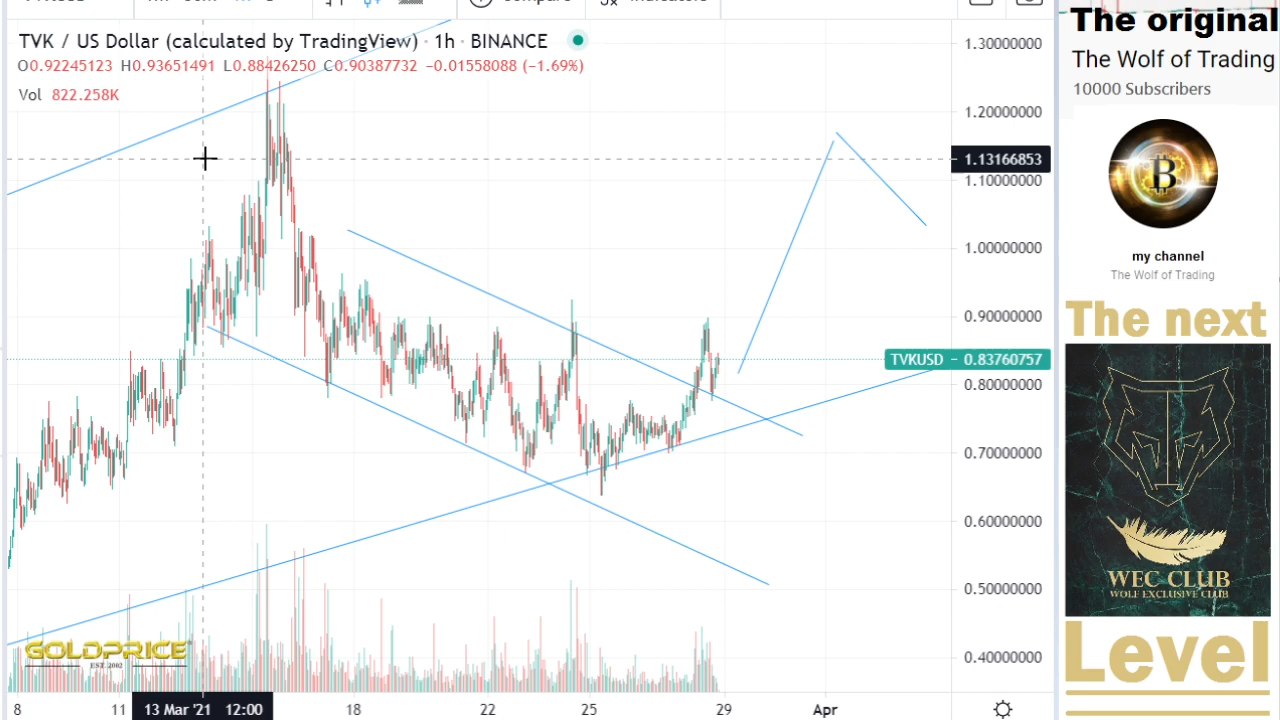 Compare
Indicators
TVK / US Dollar (calculated by TradingView) · 1h · BINANCE
O0.92245123 H0.93651491 L0.88426250 C0.90387732 −0.01558088 (−1.69%)
Vol 822.258K
1.30000000
1.20000000
1.13166853
1.10000000
1.00000000
0.90000000
TVKUSD − 0.83760757
0.80000000
0.70000000
0.60000000
0.50000000
0.40000000
GOLDPRICE
EST. 2002
8
11
13 Mar '21 12:00
18
22
25
29
Apr
The original
The Wolf of Trading
10000 Subscribers
B
my channel
The Wolf of Trading
The next
WEC CLUB
WOLF EXCLUSIVE CLUB
Level